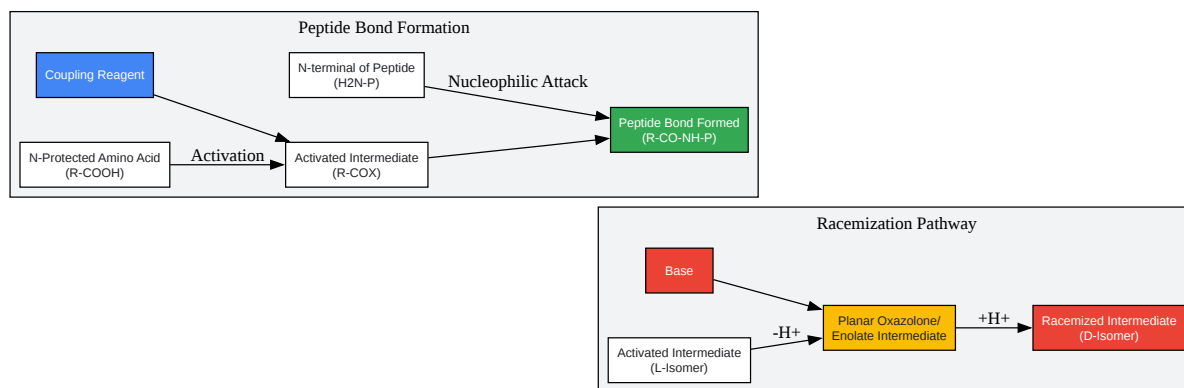 Peptide Bond Formation
Coupling Reagent
N-terminal of Peptide
(H2N-P)
Nucleophilic Attack
Peptide Bond Formed
(R-CO-NH-P)
N-Protected Amino Acid
(R-COOH)
Activation
Activated Intermediate
(R-COX)
Racemization Pathway
Base
Planar Oxazolone/
Enolate Intermediate
+H+
Racemized Intermediate
(D-Isomer)
-H+
Activated Intermediate
(L-Isomer)